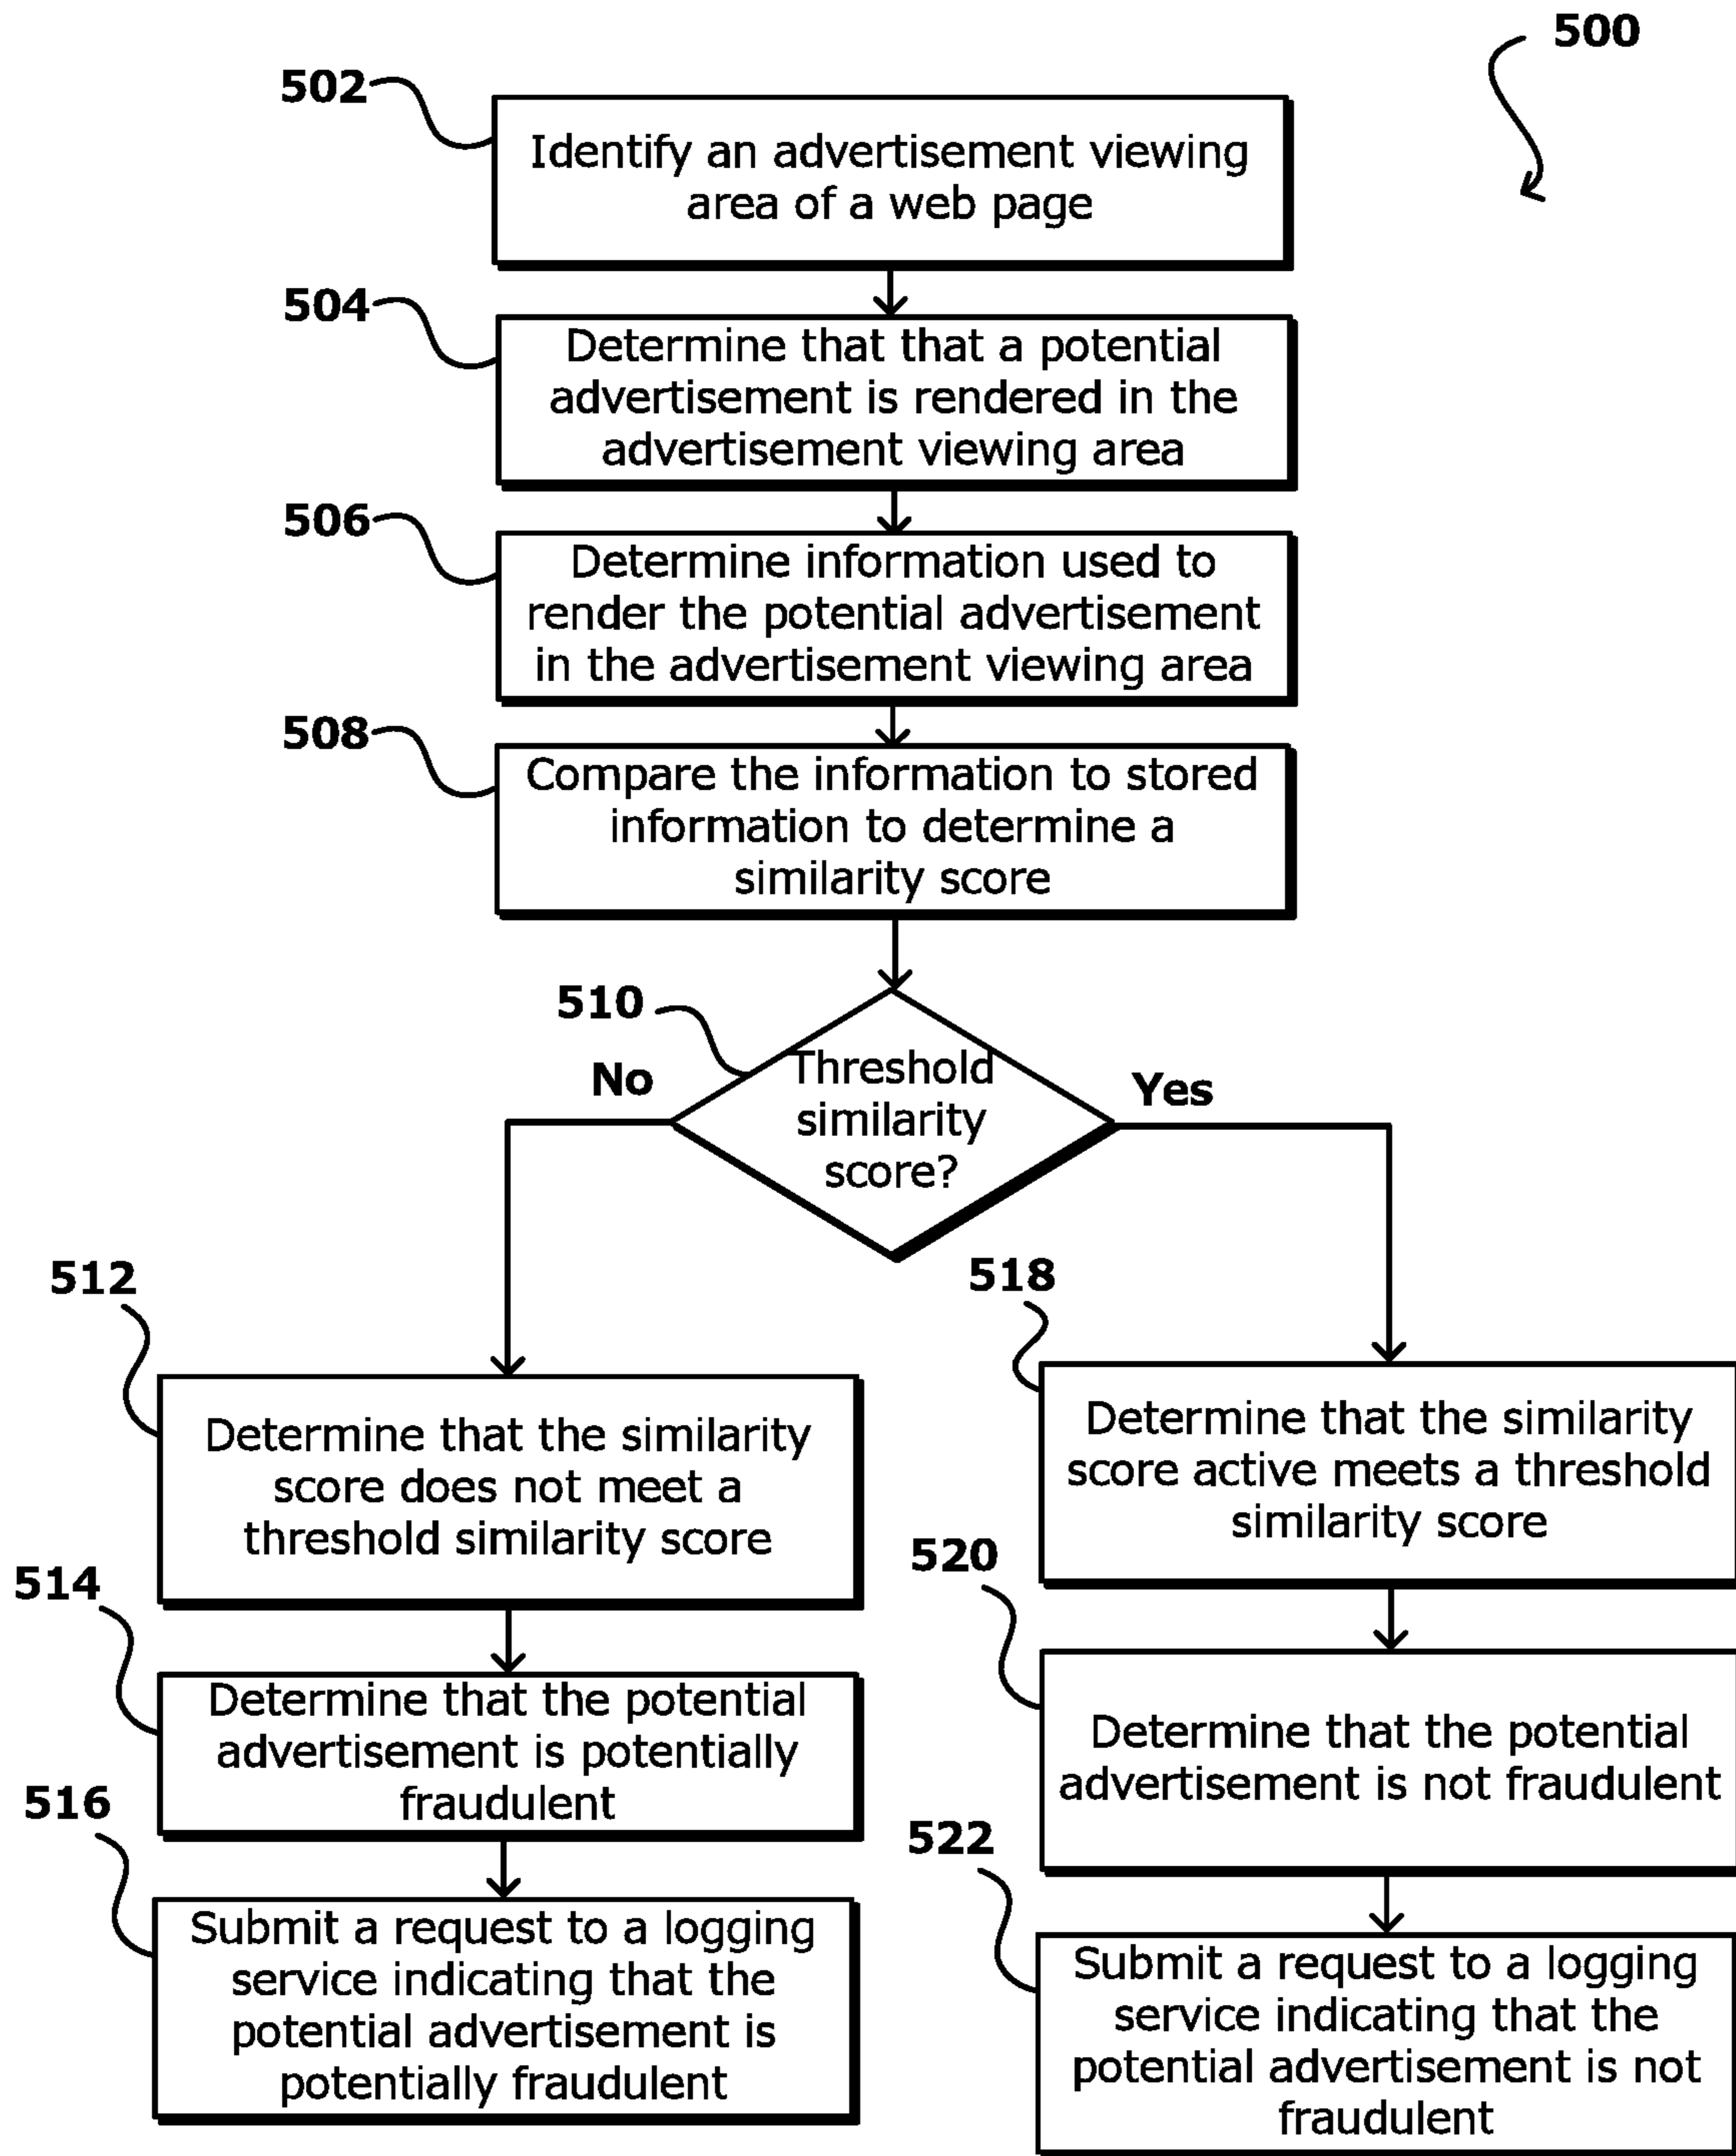 500
502
Identify an advertisement viewing
area of a web page
504
Determine that that a potential
advertisement is rendered in the
advertisement viewing area
506
Determine information used to
render the potential advertisement
in the advertisement viewing area
508
Compare the information to stored
information to determine a
similarity score
510
Threshold
similarity
score?
No
Yes
512
Determine that the similarity
score does not meet a
threshold similarity score
514
Determine that the potential
advertisement is potentially
fraudulent
516
Submit a request to a logging
service indicating that the
potential advertisement is
potentially fraudulent
518
Determine that the similarity
score active meets a threshold
similarity score
520
Determine that the potential
advertisement is not fraudulent
522
Submit a request to a logging
service indicating that the
potential advertisement is not
fraudulent